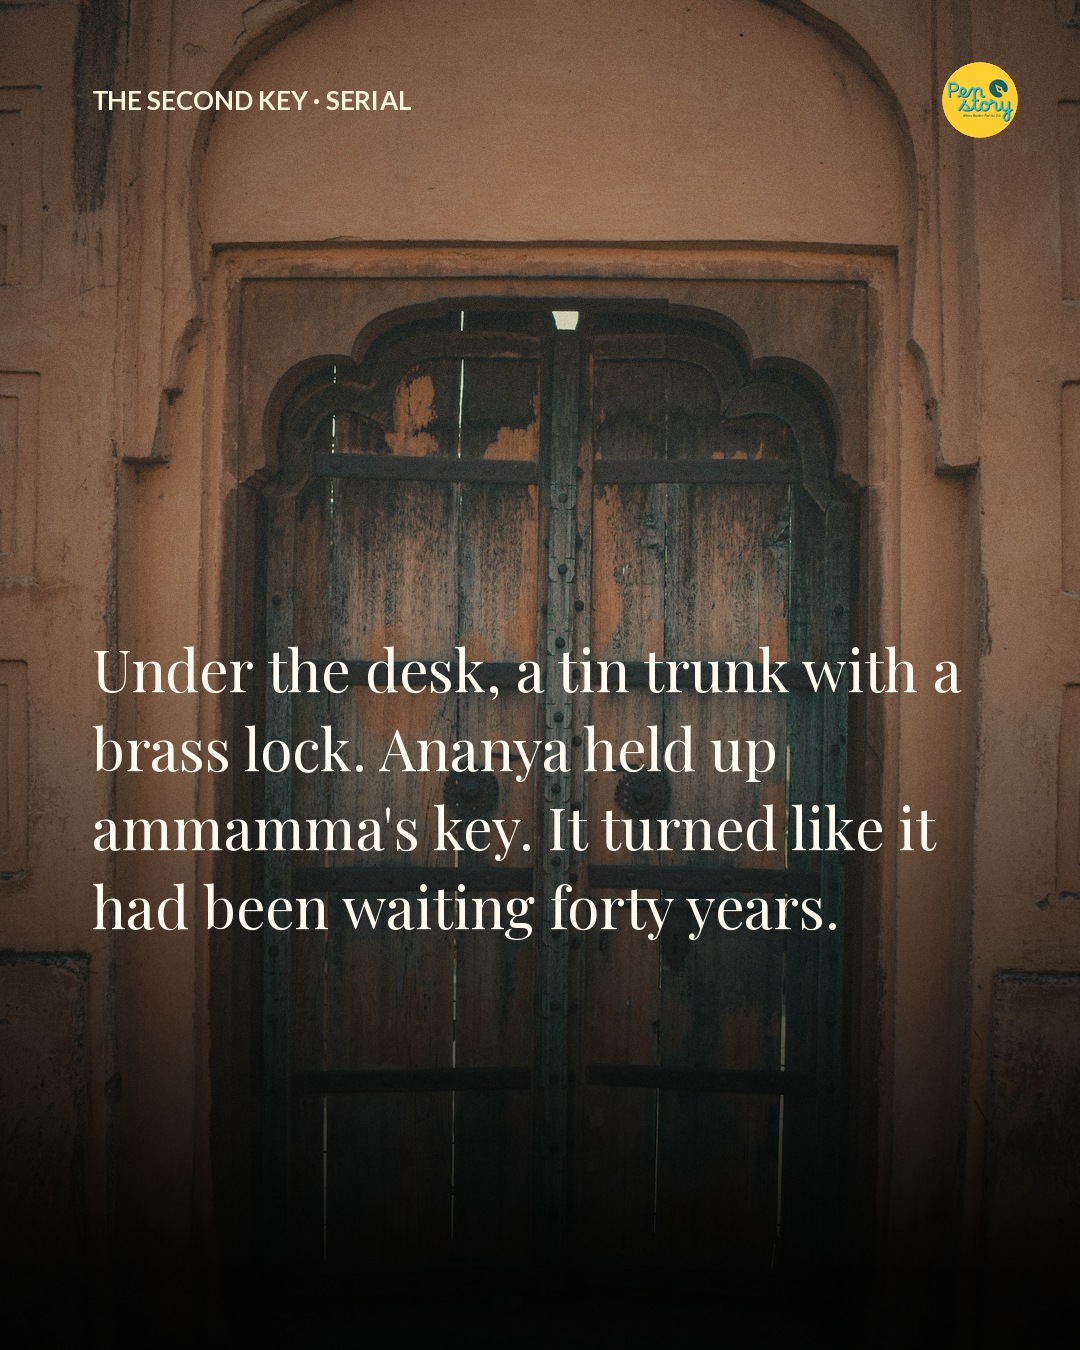 THE SECOND KEY · SERIAL
Pen
story
Under the desk, a tin trunk with a
brass lock. Ananya held up
ammamma's key. It turned like it
had been waiting forty years.